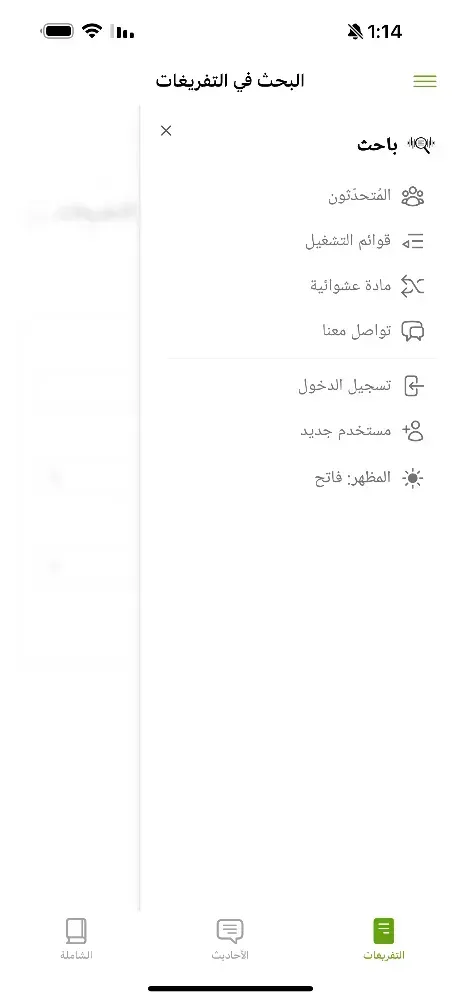 1:14
البحث في التفريغات
باحث
المُتحدّثون
قوائم التشغيل
مادة عشوائية
تواصل معنا
تسجيل الدخول
مستخدم جديد
المظهر: فاتح
التفريغات
الأحاديث
الشاملة